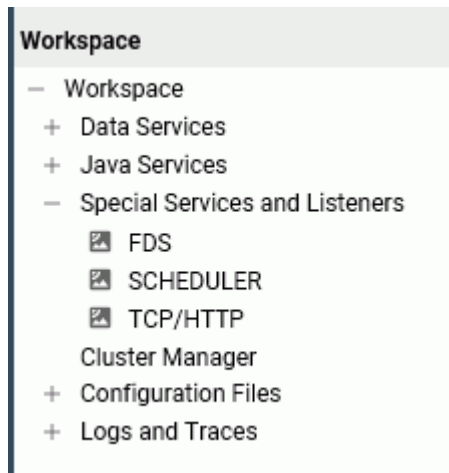 Workspace
Workspace
Data Services
Java Services
Special Services and Listeners
FDS
SCHEDULER
TCP/HTTP
Cluster Manager
Configuration Files
Logs and Traces